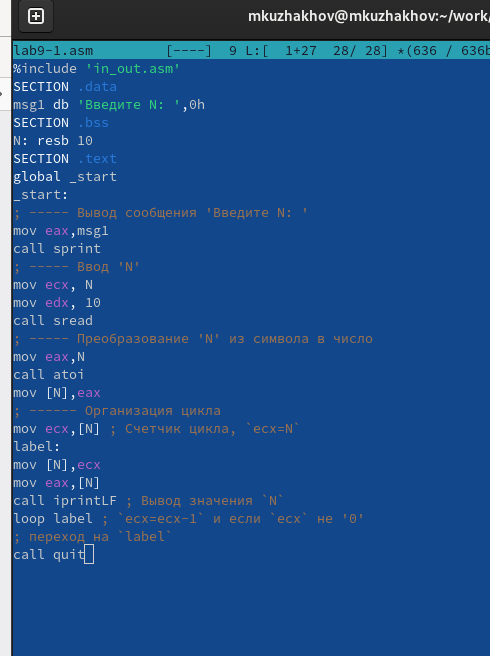 mkuzhakhov@mkuzhakhov:~/work/
lab9-1.asm [----] 9 L:[ 1+27 28/ 28] *(636 / 636b
%include 'in_out.asm'
SECTION .data
msg1 db 'Введите N: ',0h
SECTION .bss
N: resb 10
SECTION .text
global _start
_start:
; ----- Вывод сообщения 'Введите N: '
mov eax,msg1
call sprint
; ----- Ввод 'N'
mov ecx, N
mov edx, 10
call sread
; ----- Преобразование 'N' из символа в число
mov eax,N
call atoi
mov [N],eax
; ------ Организация цикла
mov ecx,[N] ; Счетчик цикла, `ecx=N`
label:
mov [N],ecx
mov eax,[N]
call iprintLF ; Вывод значения `N`
loop label ; `ecx=ecx-1` и если `ecx` не '0'
; переход на `label`
call quit